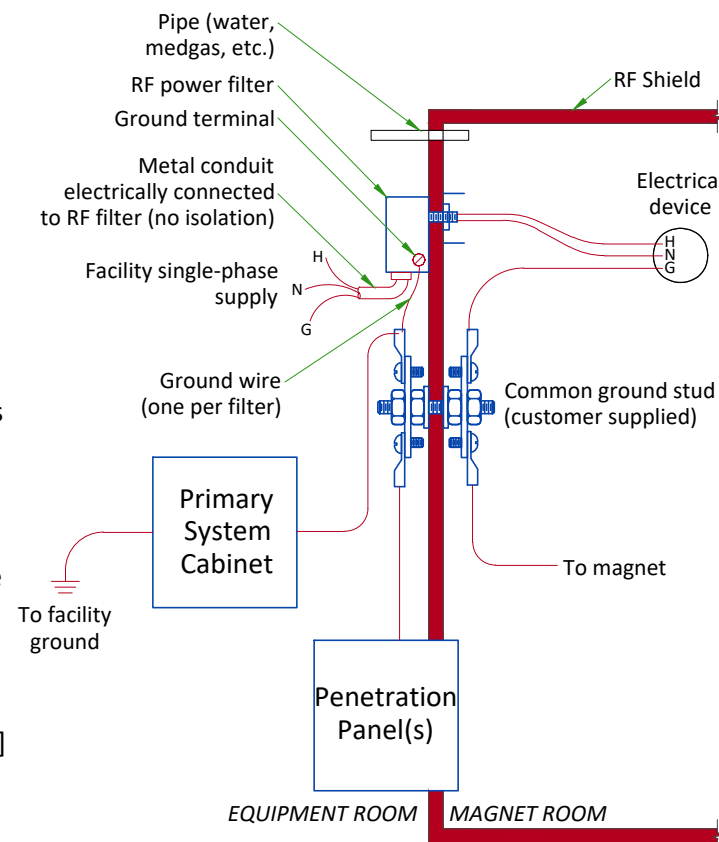 Pipe (water,
medgas, etc.)
RF power filter
Ground terminal
Metal conduit
electrically connected
to RF filter (no isolation)
Facility single-phase
supply
H
N
G
Ground wire
(one per filter)
RF Shield
Electrica
device
H
N
G
Common ground stud
(customer supplied)
s
Primary
System
Cabinet
e
To facility
ground
To magnet
Penetration
Panel(s)
]
EQUIPMENT ROOM
MAGNET ROOM